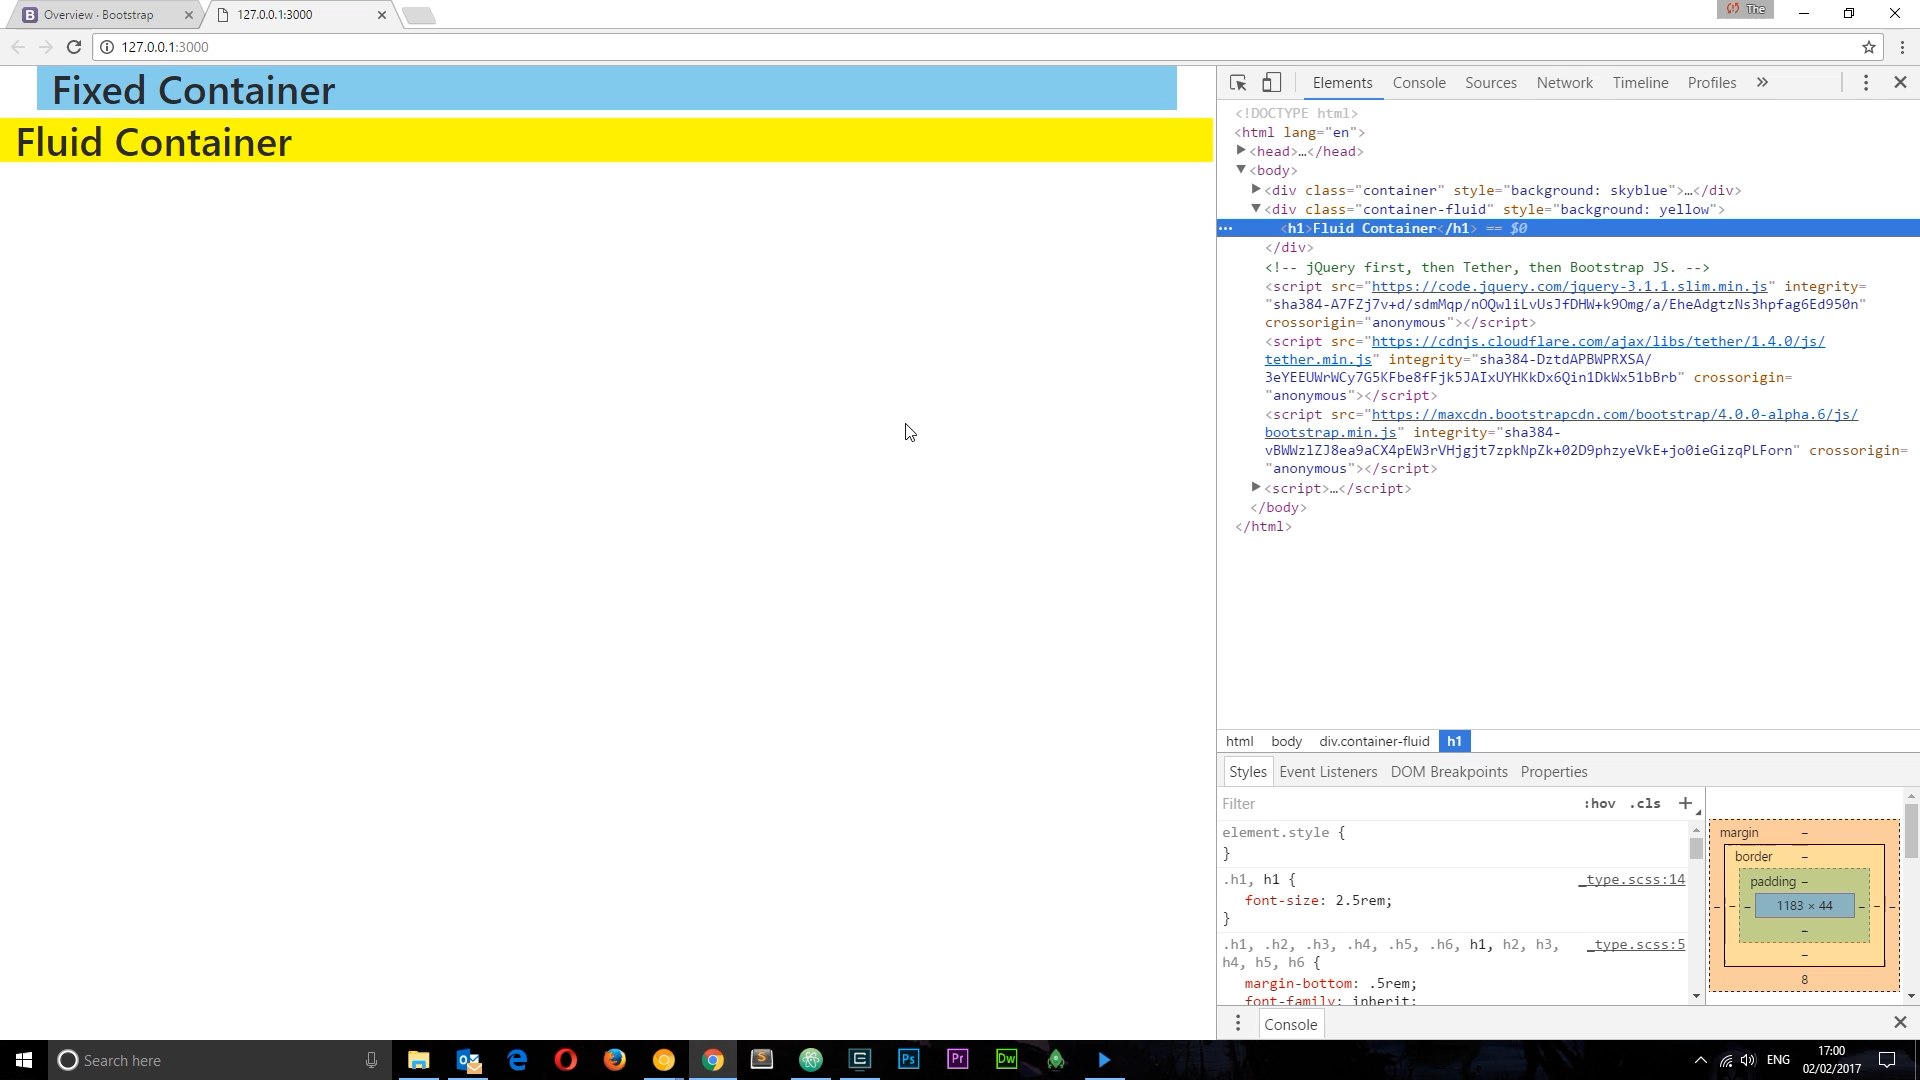 Overview · Bootstrap
127.0.0.1:3000
The
127.0.0.1:3000
Fixed Container
Fluid Container
Elements Console Sources Network Timeline Profiles »
<!DOCTYPE html>
<html lang="en">
<head>…</head>
<body>
<div class="container" style="background: skyblue">…</div>
<div class="container-fluid" style="background: yellow">
<h1>Fluid Container</h1> == $0
</div>
<!-- jQuery first, then Tether, then Bootstrap JS. -->
<script src="https://code.jquery.com/jquery-3.1.1.slim.min.js" integrity=
"sha384-A7FZj7v+d/sdmMqp/nOQwliLvUsJfDHW+k9Omg/a/EheAdgtzNs3hpfag6Ed950n"
crossorigin="anonymous"></script>
<script src="https://cdnjs.cloudflare.com/ajax/libs/tether/1.4.0/js/
tether.min.js" integrity="sha384-DztdAPBWPRXSA/
3eYEEUWrWCy7G5KFbe8fFjk5JAIxUYHKkDx6Qin1DkWx51bBrb" crossorigin=
"anonymous"></script>
<script src="https://maxcdn.bootstrapcdn.com/bootstrap/4.0.0-alpha.6/js/
bootstrap.min.js" integrity="sha384-
vBWWzlZJ8ea9aCX4pEW3rVHjgjt7zpkNpZk+02D9phzyeVkE+jo0ieGizqPLForn" crossorigin=
"anonymous"></script>
<script>…</script>
</body>
</html>
html body div.container-fluid h1
Styles Event Listeners DOM Breakpoints Properties
Filter :hov .cls +
element.style {
}
.h1, h1 { _type.scss:14
font-size: 2.5rem;
}
.h1, .h2, .h3, .h4, .h5, .h6, h1, h2, h3, _type.scss:5
h4, h5, h6 {
margin-bottom: .5rem;
font-family: inherit;
margin –
border –
padding –
– – – 1183 × 44 – – –
–
–
8
Console
Search here
S
Ps
Pr
Dw
ENG
17:00
02/02/2017